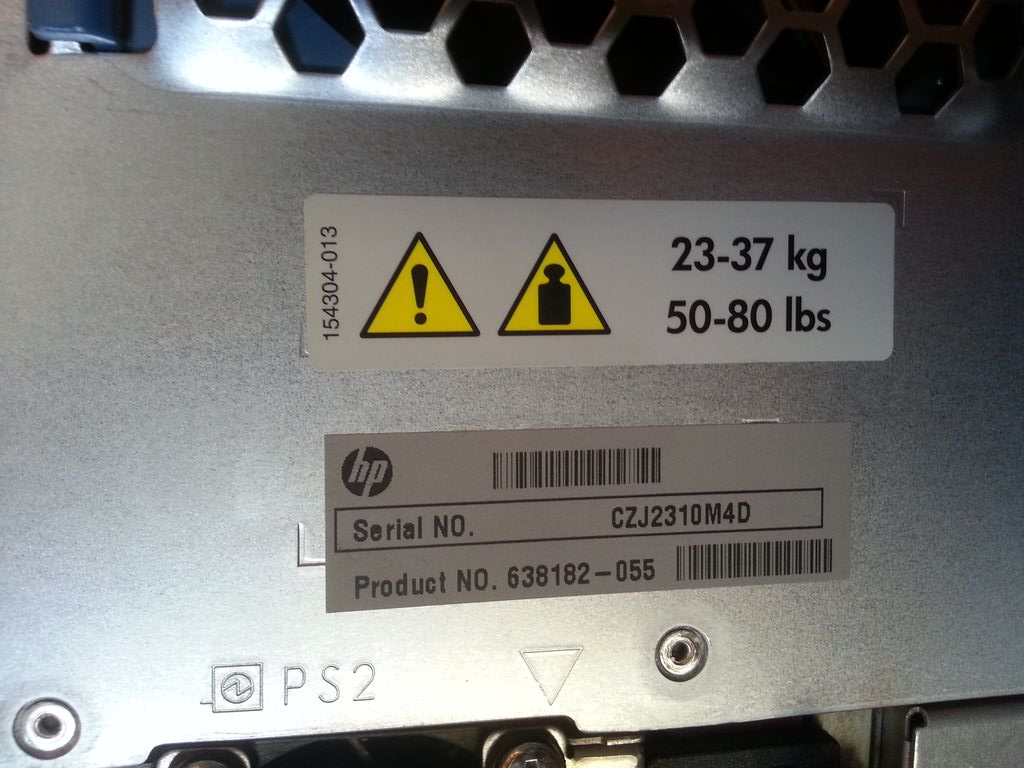 154304-013
23-37 kg
50-80 lbs
hp
Serial NO. CZJ2310M4D
Product NO. 638182-055
PS2